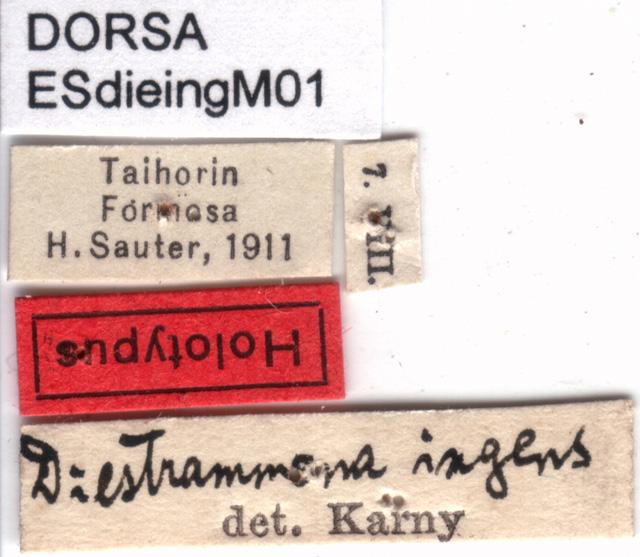 DORSA
ESdieingM01
Taihorin
Formosa
H. Sauter, 1911
7. VIII.
Holotypus
Diestrammena ingens
det. Karny